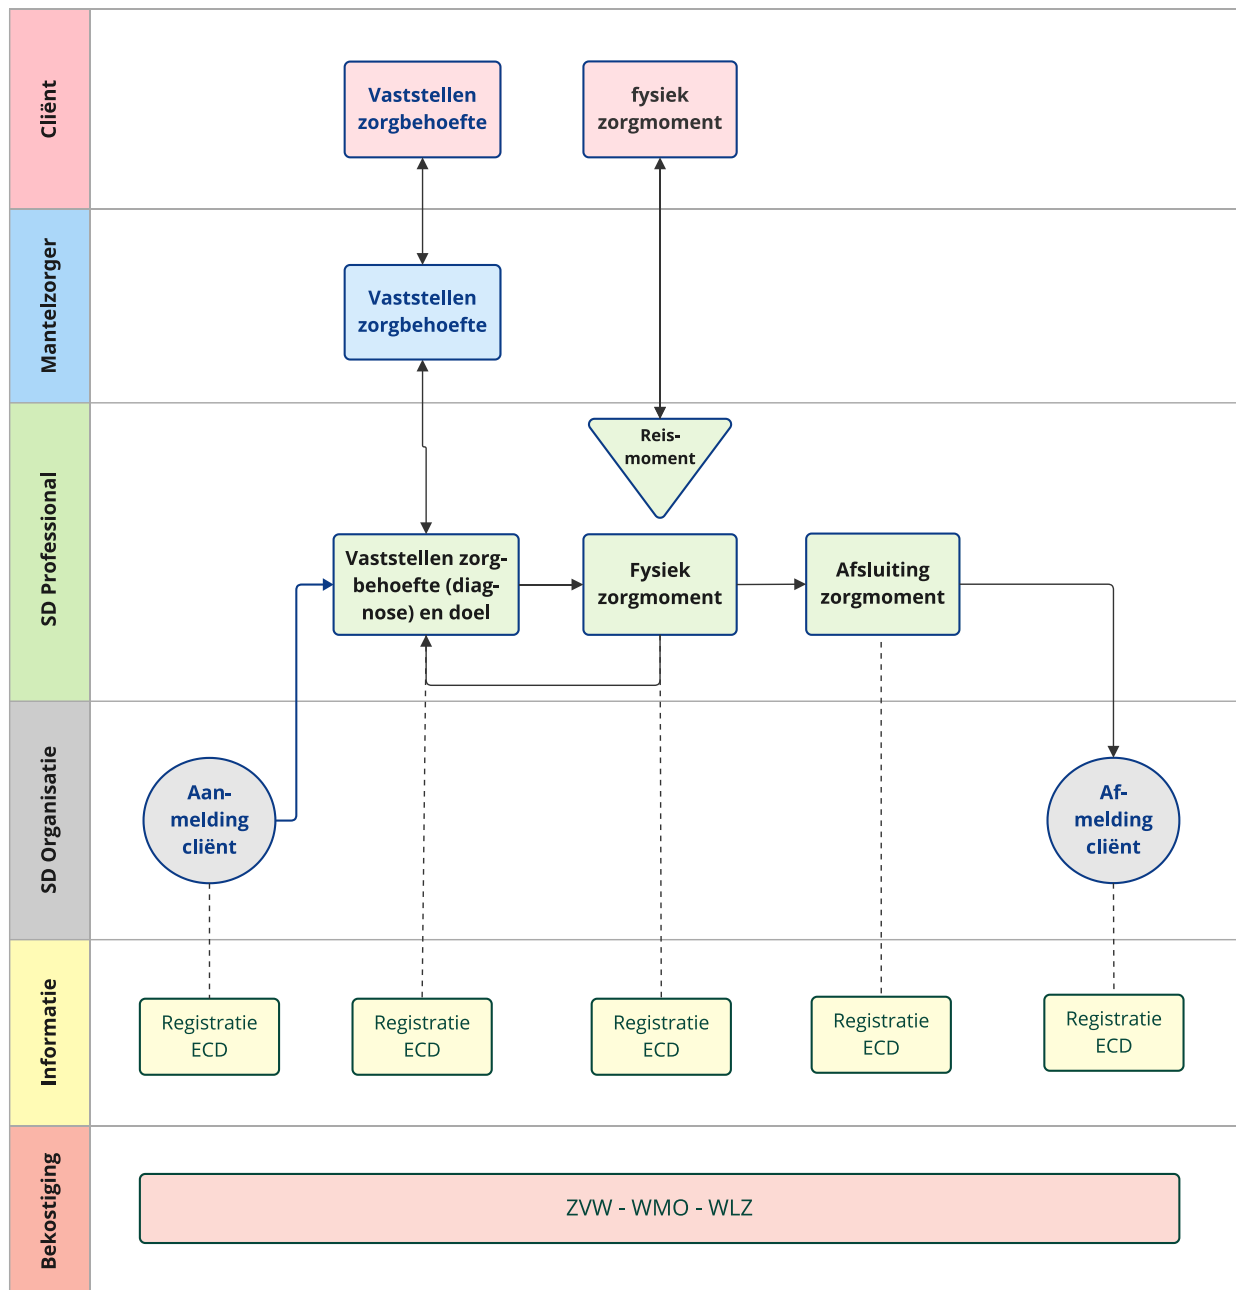 Cliënt
Vaststellen
zorgbehoefte
fysiek
zorgmoment
Mantelzorger
Vaststellen
zorgbehoefte
SD Professional
Reis-
moment
Vaststellen zorg-
behoefte (diag-
nose) en doel
Fysiek
zorgmoment
Afsluiting
zorgmoment
SD Organisatie
Aan-
melding
cliënt
Af-
melding
cliënt
Informatie
Registratie
ECD
Registratie
ECD
Registratie
ECD
Registratie
ECD
Registratie
ECD
Bekostiging
ZVW - WMO - WLZ